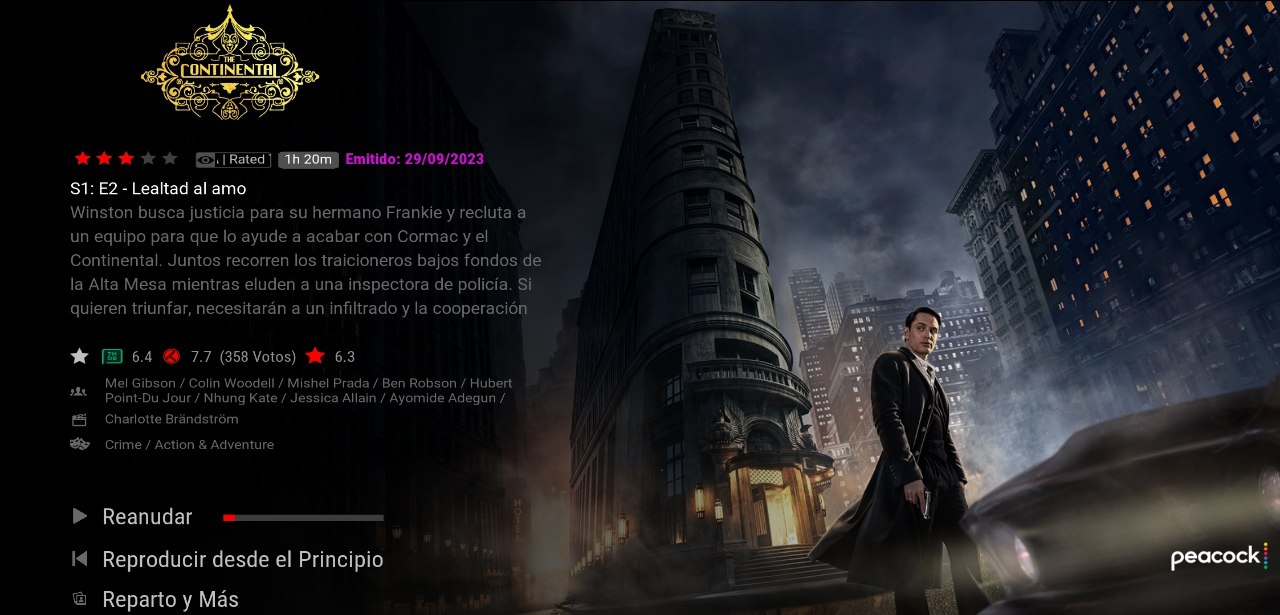 THE
CONTINENTAL
| Rated
1h 20m
Emitido: 29/09/2023
S1: E2 - Lealtad al amo
Winston busca justicia para su hermano Frankie y recluta a
un equipo para que lo ayude a acabar con Cormac y el
Continental. Juntos recorren los traicioneros bajos fondos de
la Alta Mesa mientras eluden a una inspectora de policía. Si
quieren triunfar, necesitarán a un infiltrado y la cooperación
6.4 7.7 (358 Votos) 6.3
Mel Gibson / Colin Woodell / Mishel Prada / Ben Robson / Hubert
Point-Du Jour / Nhung Kate / Jessica Allain / Ayomide Adegun /
Charlotte Brändström
Crime / Action & Adventure
Reanudar
Reproducir desde el Principio
Reparto y Más
peacock